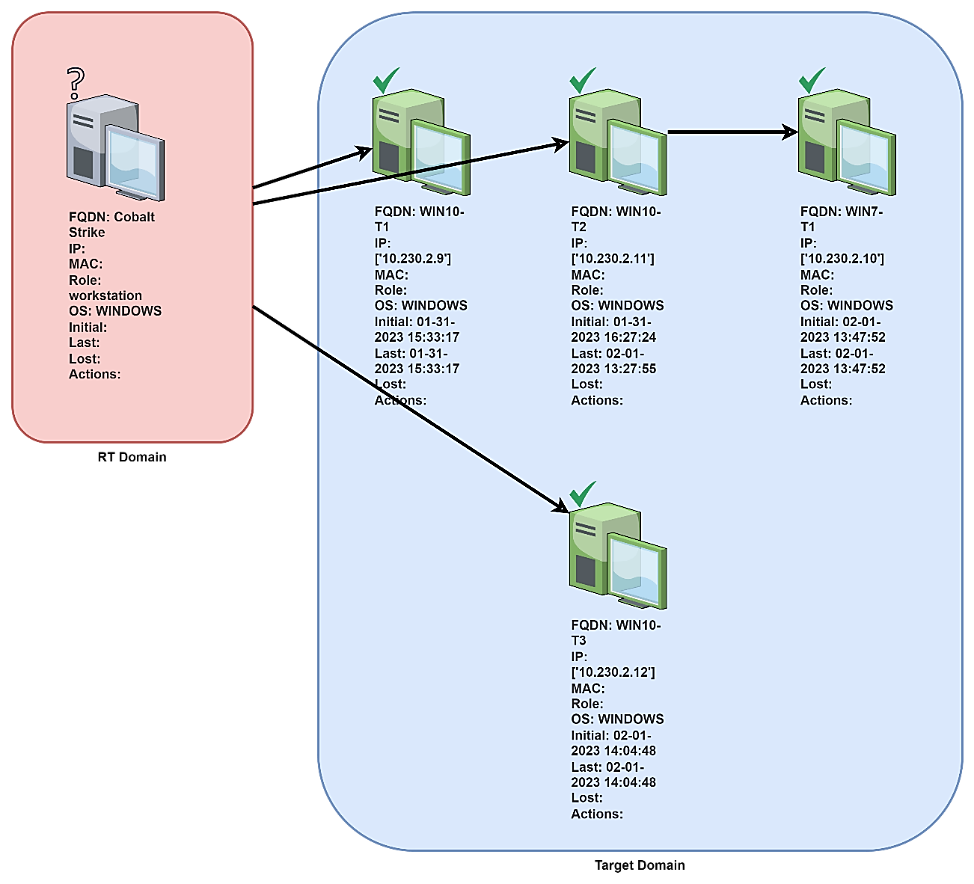 ?
FQDN: Cobalt
Strike
IP:
MAC:
Role:
workstation
OS: WINDOWS
Initial:
Last:
Lost:
Actions:
RT Domain
FQDN: WIN10-
T1
IP:
['10.230.2.9']
MAC:
Role:
OS: WINDOWS
Initial: 01-31-
2023 15:33:17
Last: 01-31-
2023 15:33:17
Lost:
Actions:
FQDN: WIN10-
T2
IP:
['10.230.2.11']
MAC:
Role:
OS: WINDOWS
Initial: 01-31-
2023 16:27:24
Last: 02-01-
2023 13:27:55
Lost:
Actions:
FQDN: WIN7-
T1
IP:
['10.230.2.10']
MAC:
Role:
OS: WINDOWS
Initial: 02-01-
2023 13:47:52
Last: 02-01-
2023 13:47:52
Lost:
Actions:
FQDN: WIN10-
T3
IP:
['10.230.2.12']
MAC:
Role:
OS: WINDOWS
Initial: 02-01-
2023 14:04:48
Last: 02-01-
2023 14:04:48
Lost:
Actions:
Target Domain